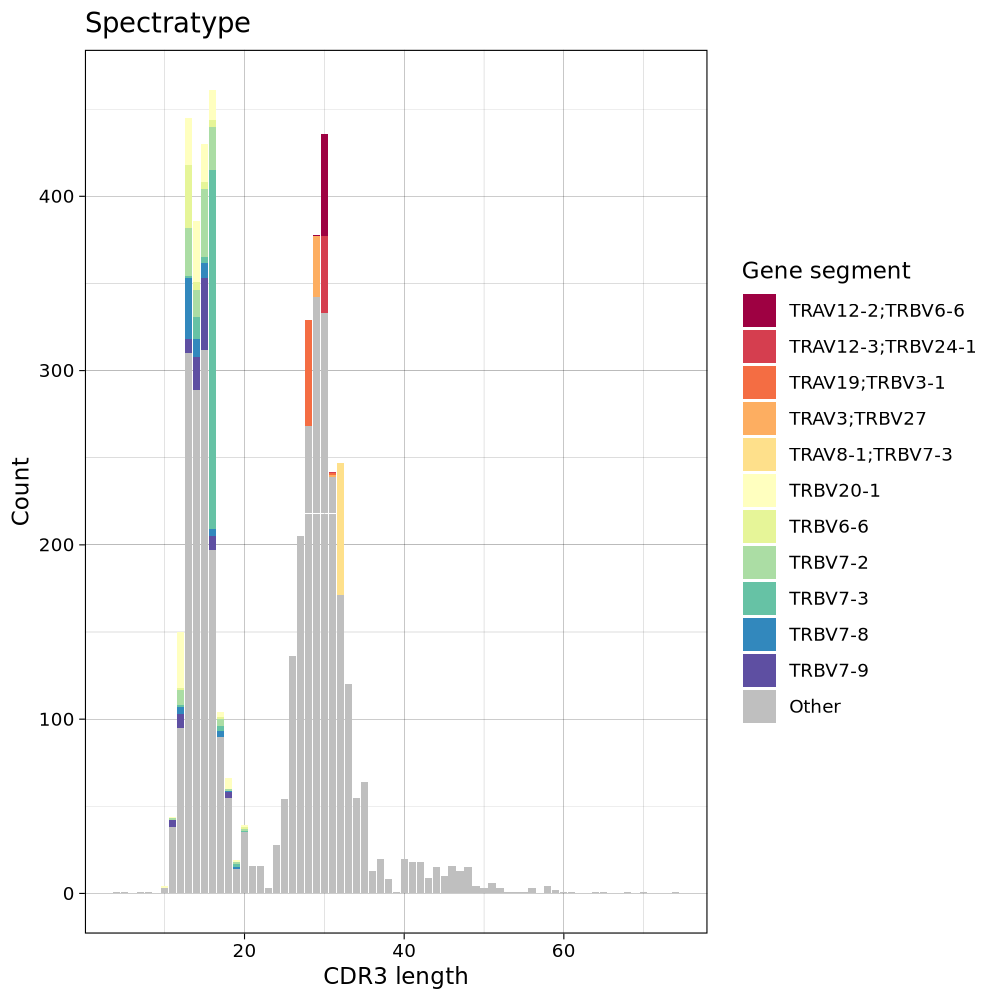 Spectratype
Count
400
300
200
100
0
20
40
60
CDR3 length
Gene segment
TRAV12-2;TRBV6-6
TRAV12-3;TRBV24-1
TRAV19;TRBV3-1
TRAV3;TRBV27
TRAV8-1;TRBV7-3
TRBV20-1
TRBV6-6
TRBV7-2
TRBV7-3
TRBV7-8
TRBV7-9
Other